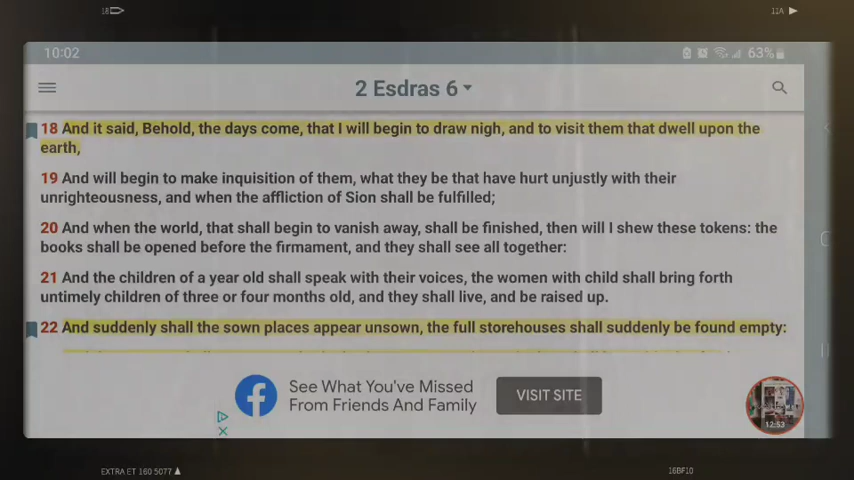 18
11A
10:02
63%
2 Esdras 6
18 And it said, Behold, the days come, that I will begin to draw nigh, and to visit them that dwell upon the
earth,
19 And will begin to make inquisition of them, what they be that have hurt unjustly with their
unrighteousness, and when the affliction of Sion shall be fulfilled;
20 And when the world, that shall begin to vanish away, shall be finished, then will I shew these tokens: the
books shall be opened before the firmament, and they shall see all together:
21 And the children of a year old shall speak with their voices, the women with child shall bring forth
untimely children of three or four months old, and they shall live, and be raised up.
22 And suddenly shall the sown places appear unsown, the full storehouses shall suddenly be found empty:
See What You've Missed
From Friends And Family
VISIT SITE
12:53
EXTRA ET 160 5077
16BF10